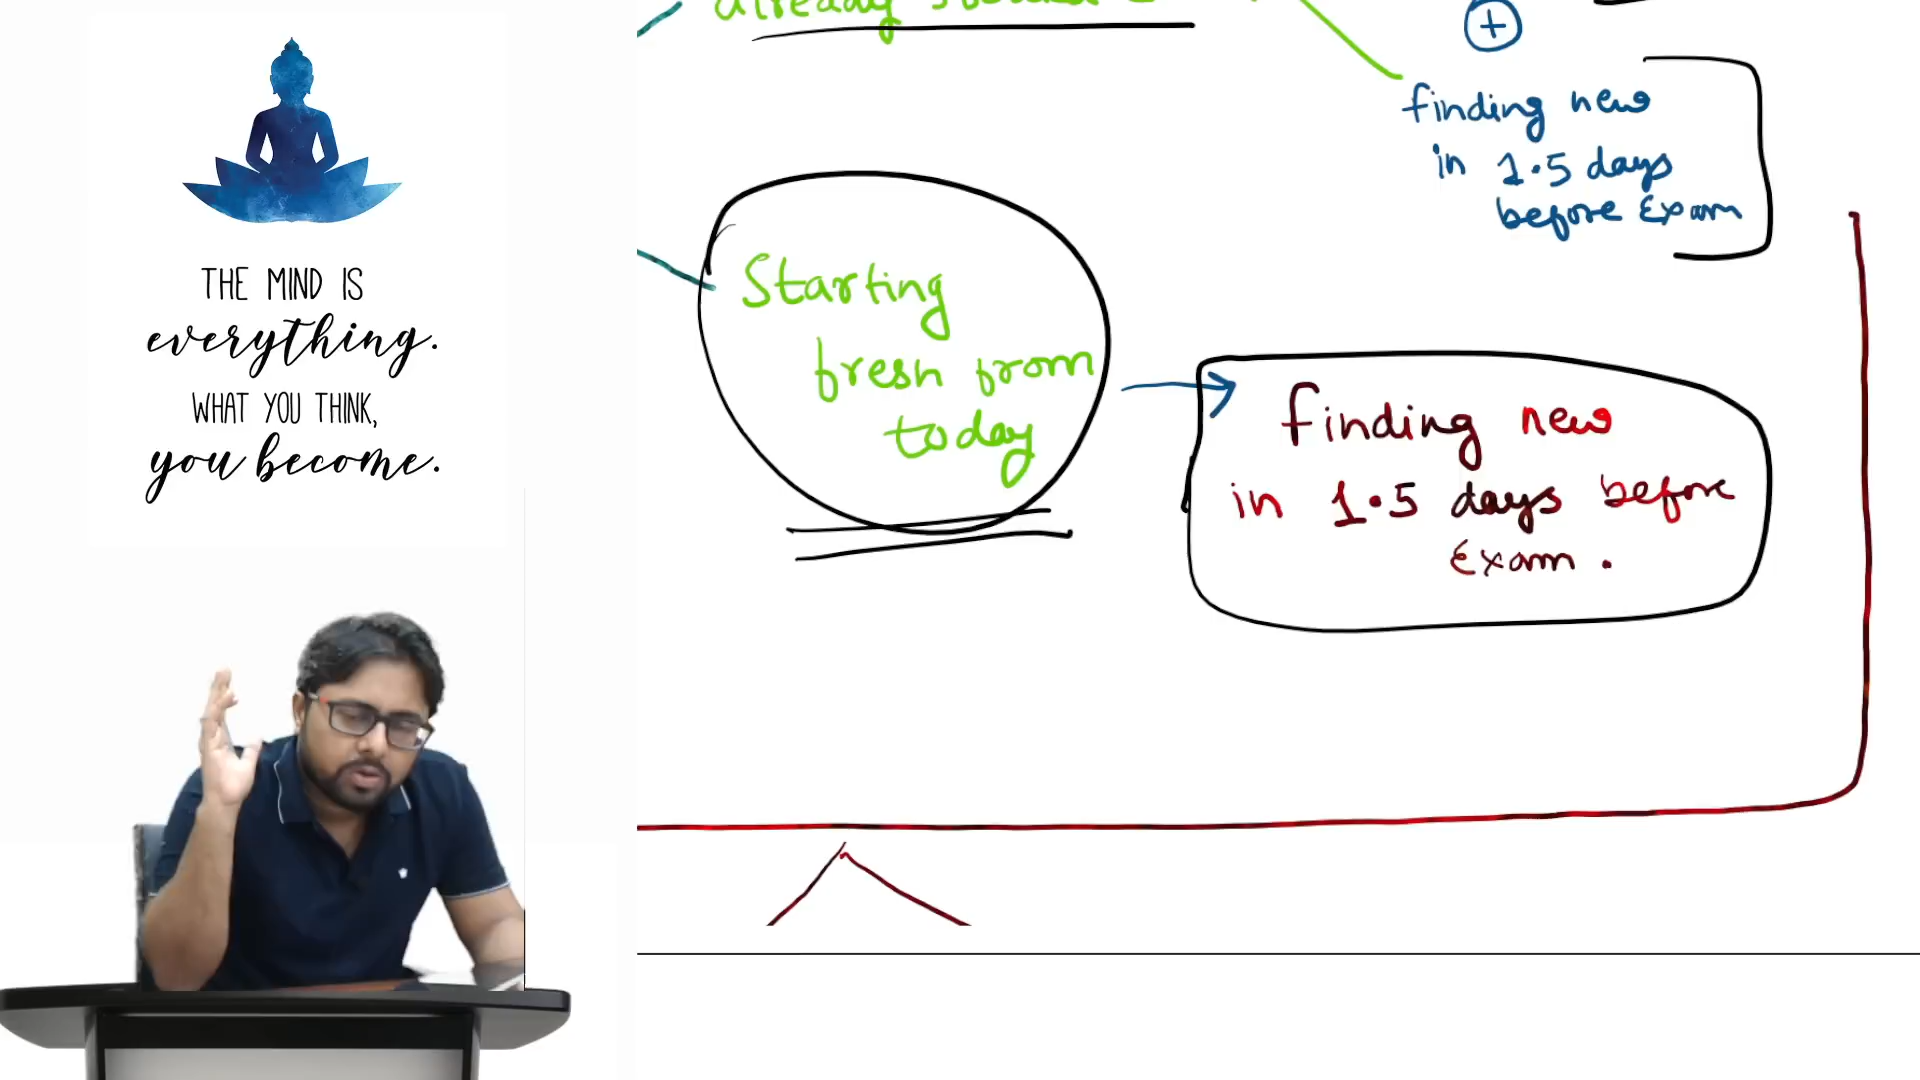 THE MIND IS
everything.
WHAT YOU THINK,
you become.
already
+
finding new
in 1.5 days
before Exam
Starting
fresh from
today
finding new
in 1.5 days before
Exam.